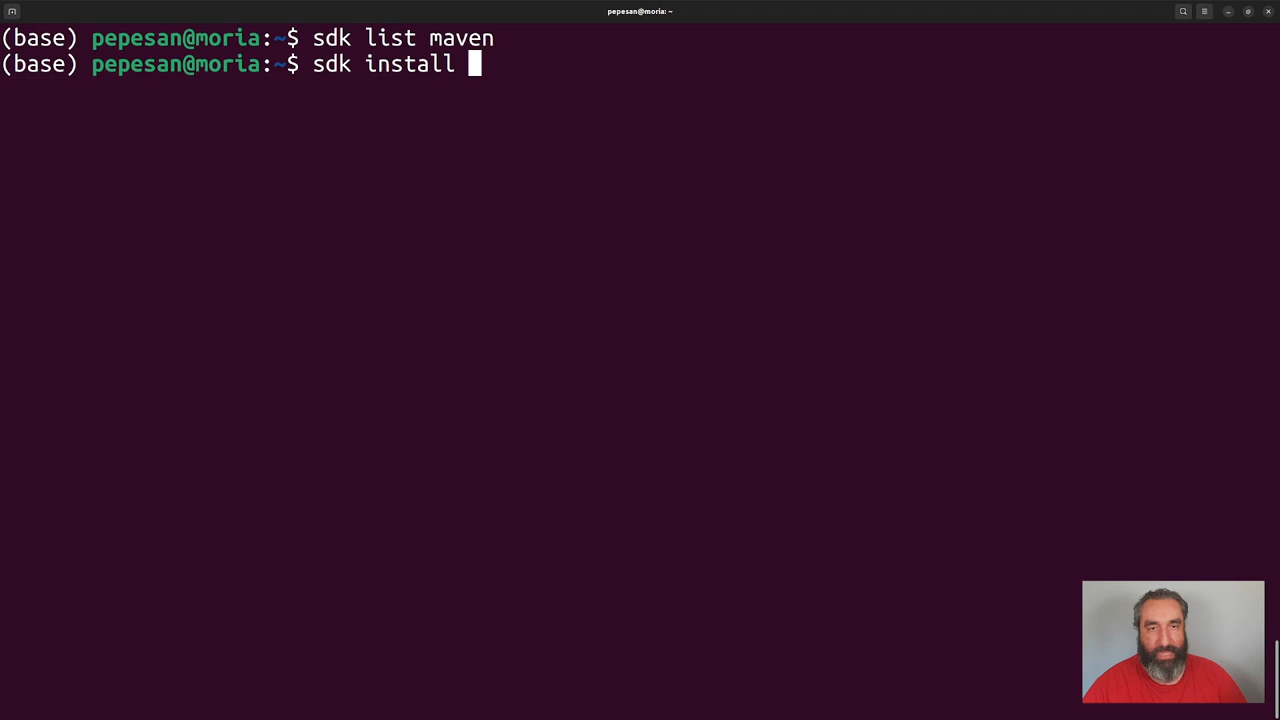 pepesan@moria: ~
(base) pepesan@moria:~$ sdk list maven
(base) pepesan@moria:~$ sdk install